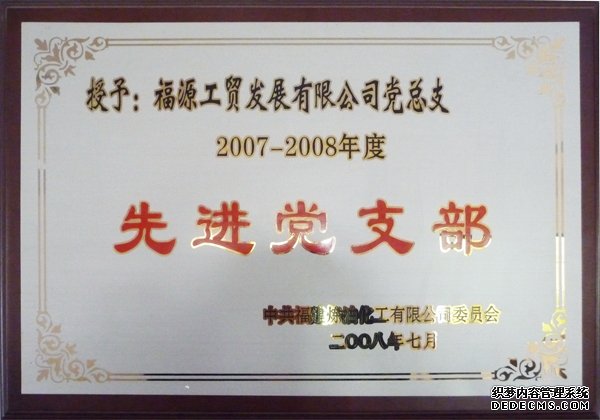 授予：福源工贸发展有限公司党总支
2007-2008年度
先进党支部
中共福建炼油化工有限公司委员会
二〇〇八年七月
织梦内容管理系统
DEDECMS.COM